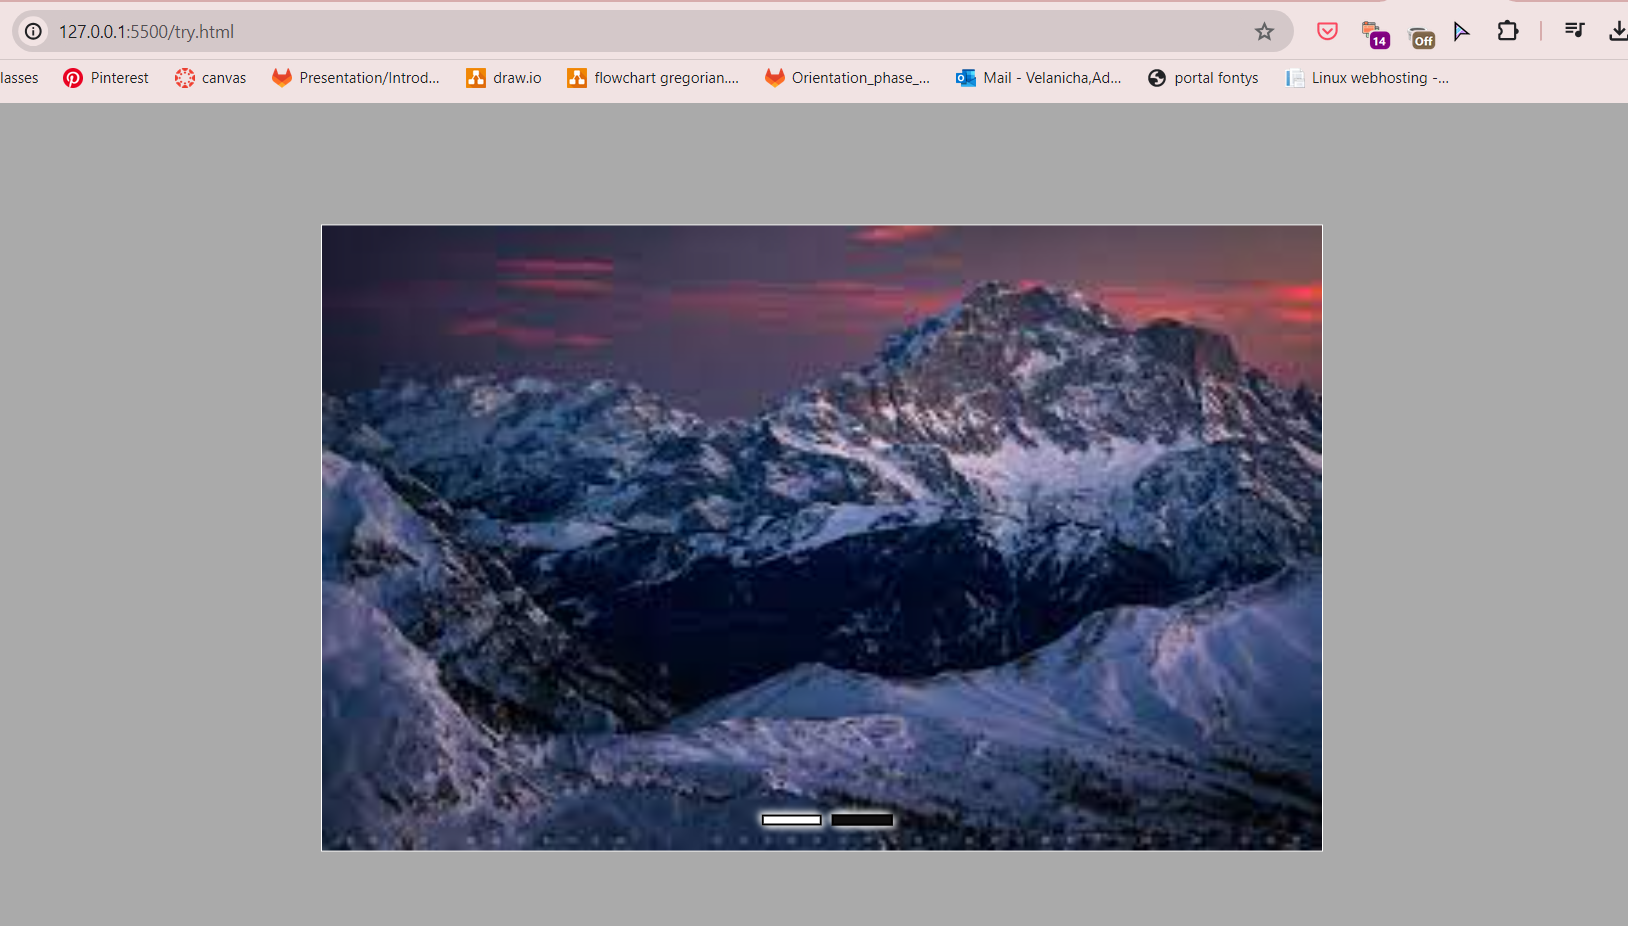 127.0.0.1:5500/try.html
14
Off
lasses Pinterest canvas Presentation/Introd... draw.io flowchart gregorian.... Orientation_phase_... Mail - Velanicha,Ad... portal fontys Linux webhosting -...